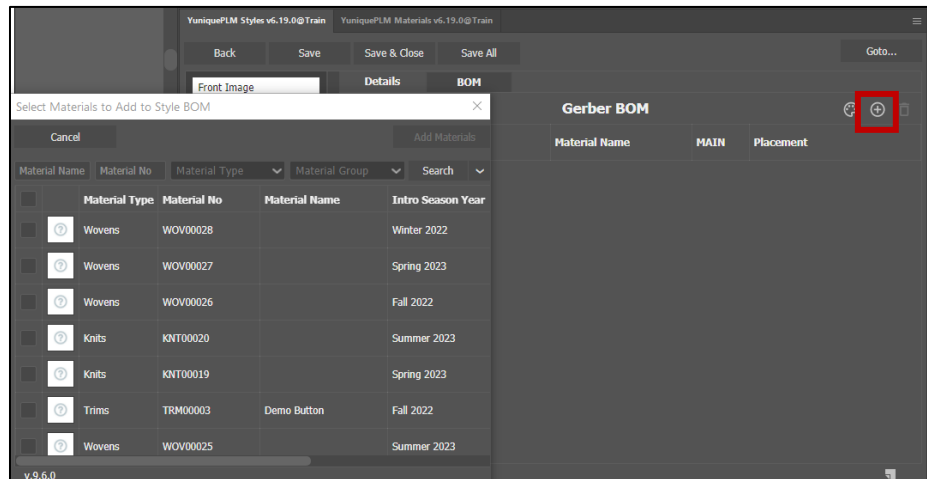 YuniquePLM Styles v6.19.0@Train YuniquePLM Materials v6.19.0@Train
Back Save Save & Close Save All Goto...
Front Image Details BOM
Select Materials to Add to Style BOM
Gerber BOM
Cancel Add Materials
Material Name MAIN Placement
Material Name Material No Material Type Material Group Search
Material Type Material No Material Name Intro Season Year
Wovens WOV00028 Winter 2022
Wovens WOV00027 Spring 2023
Wovens WOV00026 Fall 2022
Knits KNT00020 Summer 2023
Knits KNT00019 Spring 2023
Trims TRM00003 Demo Button Fall 2022
Wovens WOV00025 Summer 2023
v.9.6.0